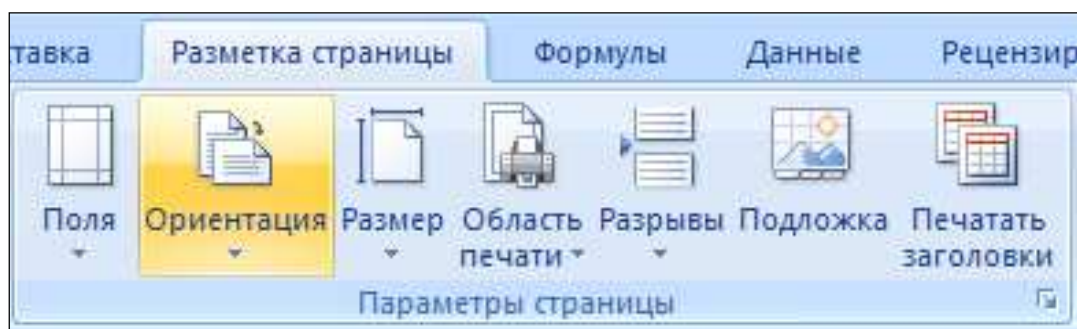 тавка Разметка страницы Формулы Данные Рецензир
Поля Ориентация Размер Область печати Разрывы Подложка Печатать заголовки
Параметры страницы